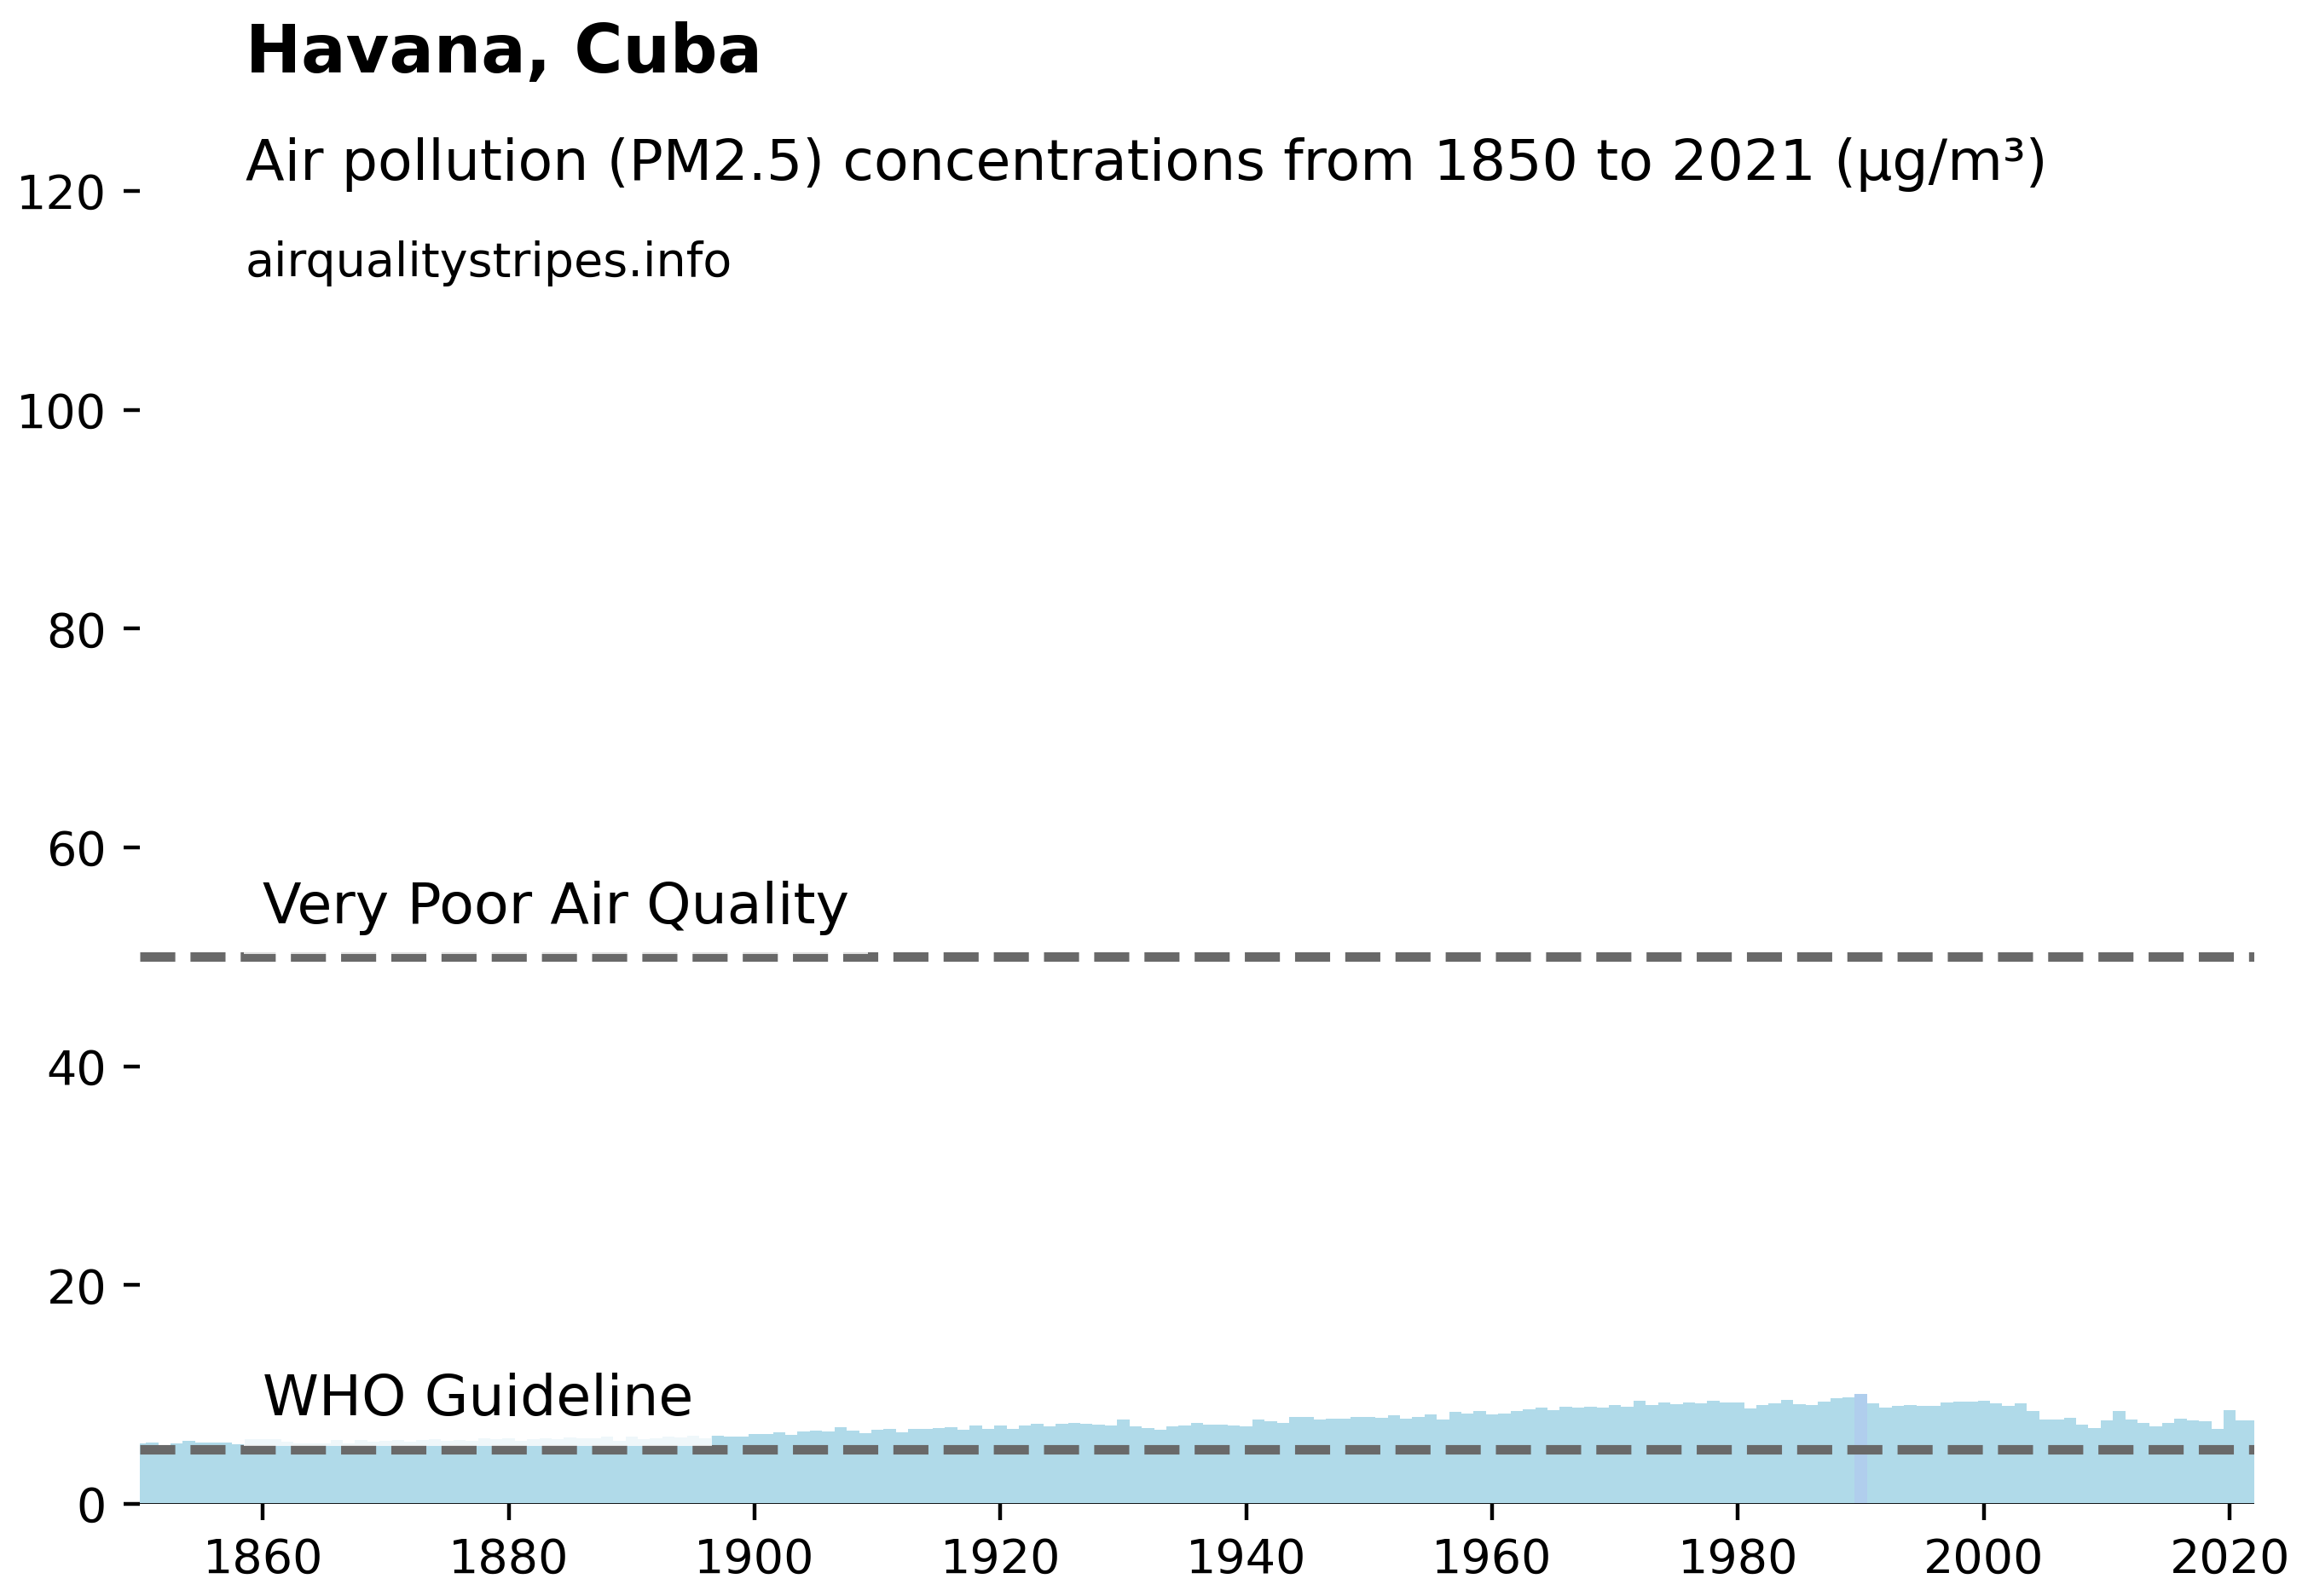 Havana, Cuba
Air pollution (PM2.5) concentrations from 1850 to 2021 (µg/m³)
airqualitystripes.info
120
100
80
60
Very Poor Air Quality
40
20
WHO Guideline
0
1860 1880 1900 1920 1940 1960 1980 2000 2020